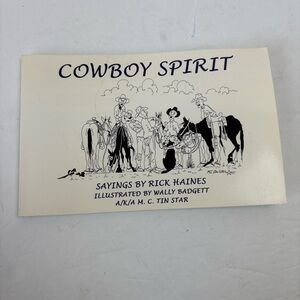 COWBOY SPIRIT
SAYINGS BY RICK HAINES
ILLUSTRATED BY WALLY BADGETT
A/K/A M. C. TIN STAR